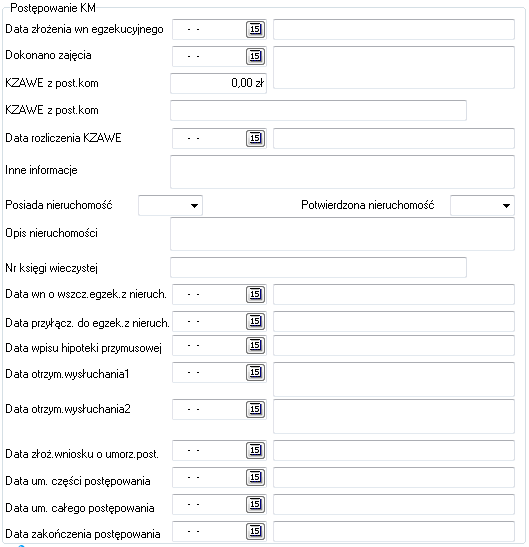 Postępowanie KM
Data złożenia wn egzekucyjnego - - 15
Dokonano zajęcia - - 15
KZAWE z post.kom 0,00 zł
KZAWE z post.kom
Data rozliczenia KZAWE - - 15
Inne informacje
Posiada nieruchomość Potwierdzona nieruchomość
Opis nieruchomości
Nr księgi wieczystej
Data wn o wszcz.egzek.z nieruch. - - 15
Data przyłącz. do egzek.z nieruch. - - 15
Data wpisu hipoteki przymusowej - - 15
Data otrzym.wysłuchania1 - - 15
Data otrzym.wysłuchania2 - - 15
Data złoż.wniosku o umorz.post. - - 15
Data um. części postępowania - - 15
Data um. całego postępowania - - 15
Data zakończenia postępowania - - 15